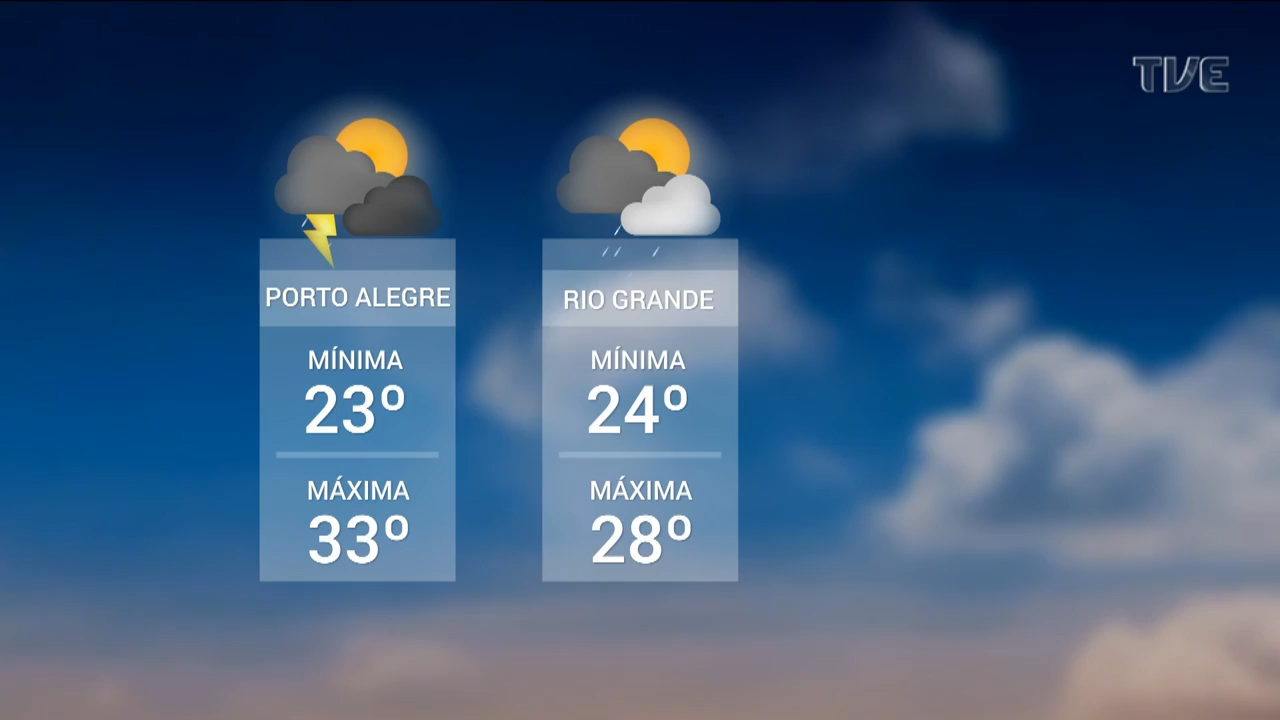 TVE
PORTO ALEGRE
MÍNIMA
23º
MÁXIMA
33º
RIO GRANDE
MÍNIMA
24º
MÁXIMA
28º